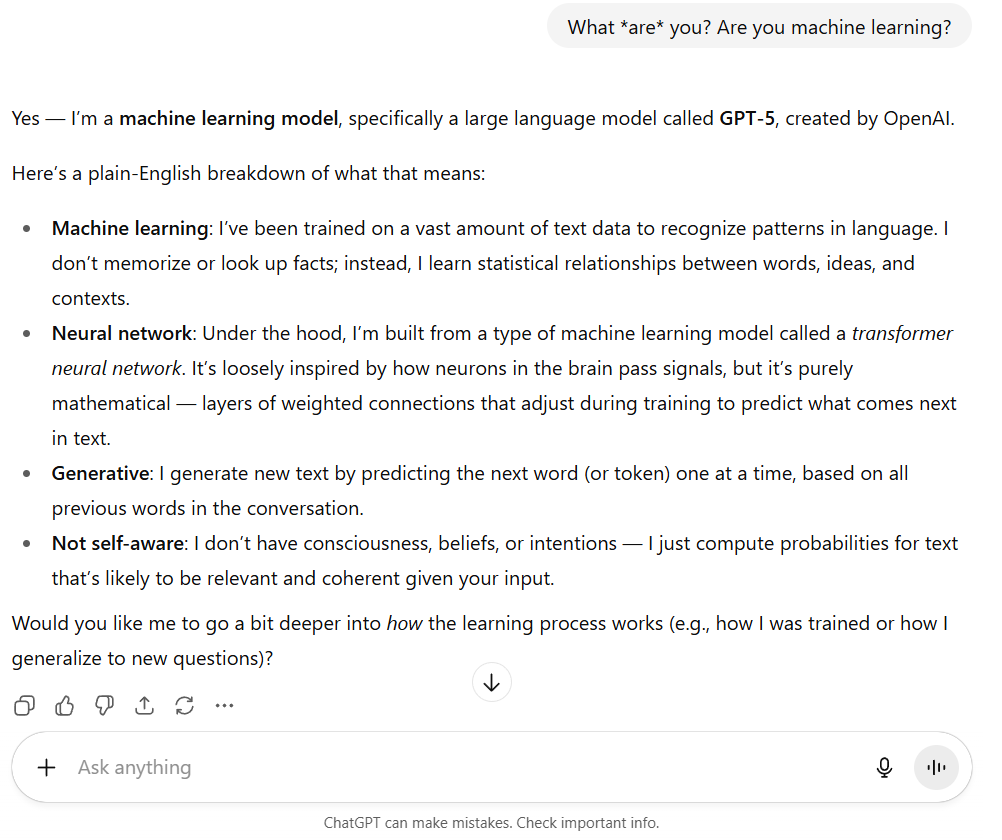 What *are* you? Are you machine learning?
Yes — I’m a machine learning model, specifically a large language model called GPT-5, created by OpenAI.
Here’s a plain-English breakdown of what that means:
Machine learning: I’ve been trained on a vast amount of text data to recognize patterns in language. I
don’t memorize or look up facts; instead, I learn statistical relationships between words, ideas, and
contexts.
Neural network: Under the hood, I’m built from a type of machine learning model called a transformer
neural network. It’s loosely inspired by how neurons in the brain pass signals, but it’s purely
mathematical — layers of weighted connections that adjust during training to predict what comes next
in text.
Generative: I generate new text by predicting the next word (or token) one at a time, based on all
previous words in the conversation.
Not self-aware: I don’t have consciousness, beliefs, or intentions — I just compute probabilities for text
that’s likely to be relevant and coherent given your input.
Would you like me to go a bit deeper into how the learning process works (e.g., how I was trained or how I
generalize to new questions)?
Ask anything
ChatGPT can make mistakes. Check important info.